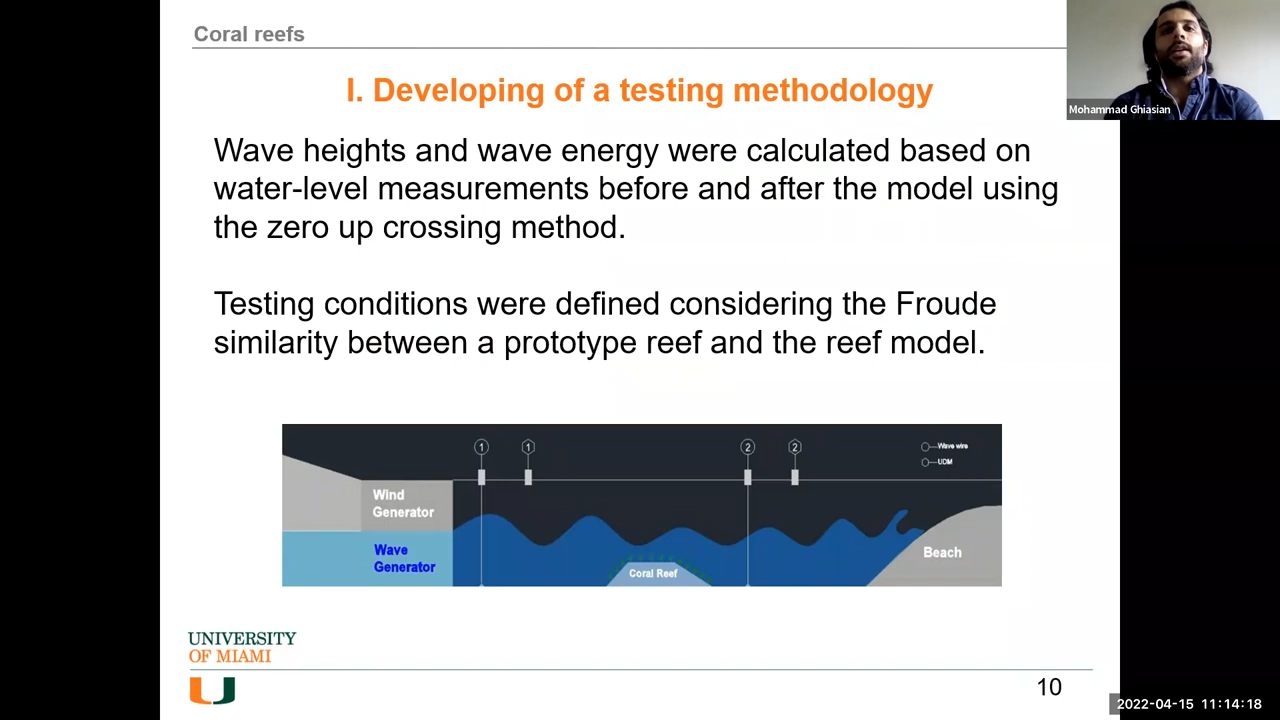 Coral reefs
Mohammad Ghiasian
I. Developing of a testing methodology
Wave heights and wave energy were calculated based on
water-level measurements before and after the model using
the zero up crossing method.
Testing conditions were defined considering the Froude
similarity between a prototype reef and the reef model.
1
1
2
2
Wave wire
UDM
Wind
Generator
Wave
Generator
Coral Reef
Beach
UNIVERSITY
OF MIAMI
10
2022-04-15 11:14:18